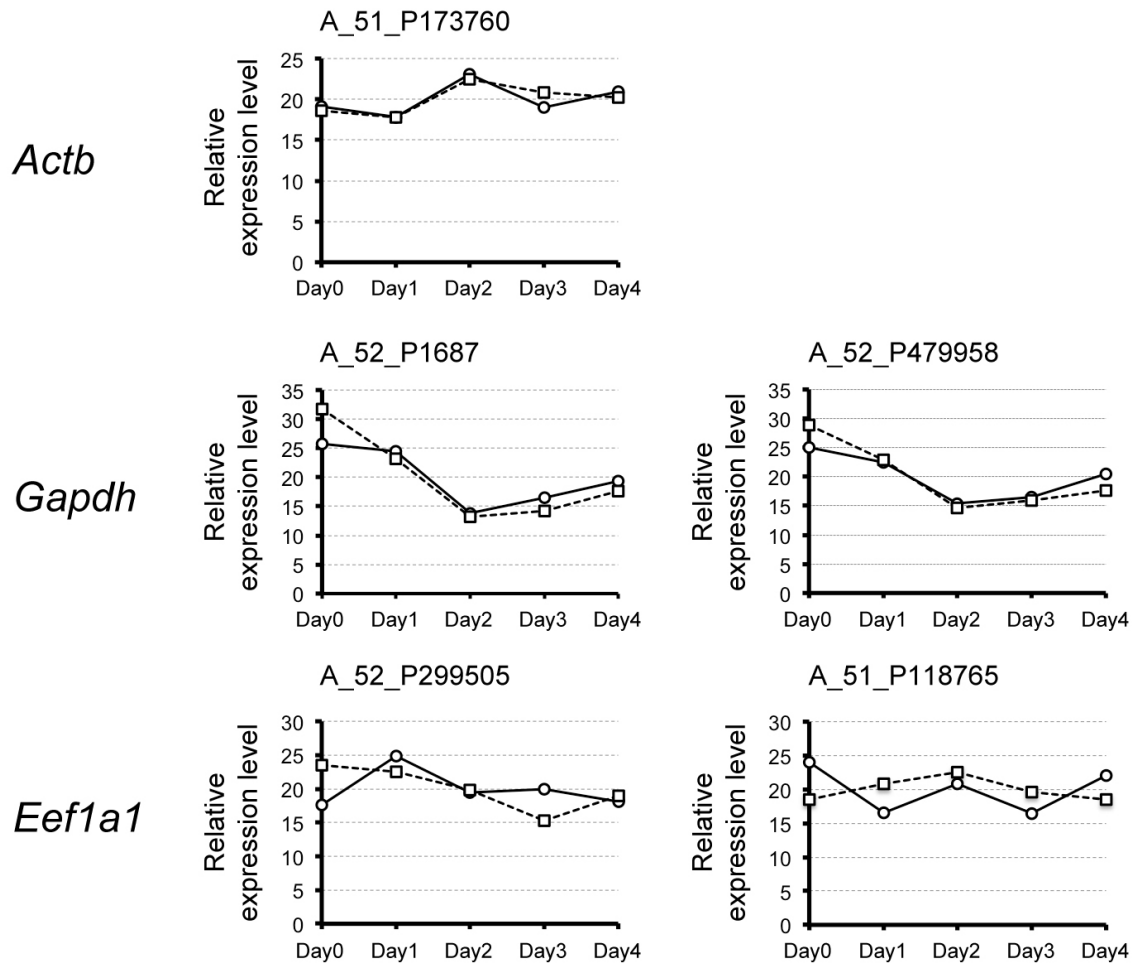 A_51_P173760
Actb
Relative
expression level
25
20
15
10
5
0
Day0 Day1 Day2 Day3 Day4
A_52_P1687
Gapdh
Relative
expression level
35
30
25
20
15
10
5
0
Day0 Day1 Day2 Day3 Day4
A_52_P479958
Relative
expression level
35
30
25
20
15
10
5
0
Day0 Day1 Day2 Day3 Day4
A_52_P299505
Eef1a1
Relative
expression level
30
25
20
15
10
5
0
Day0 Day1 Day2 Day3 Day4
A_51_P118765
Relative
expression level
30
25
20
15
10
5
0
Day0 Day1 Day2 Day3 Day4